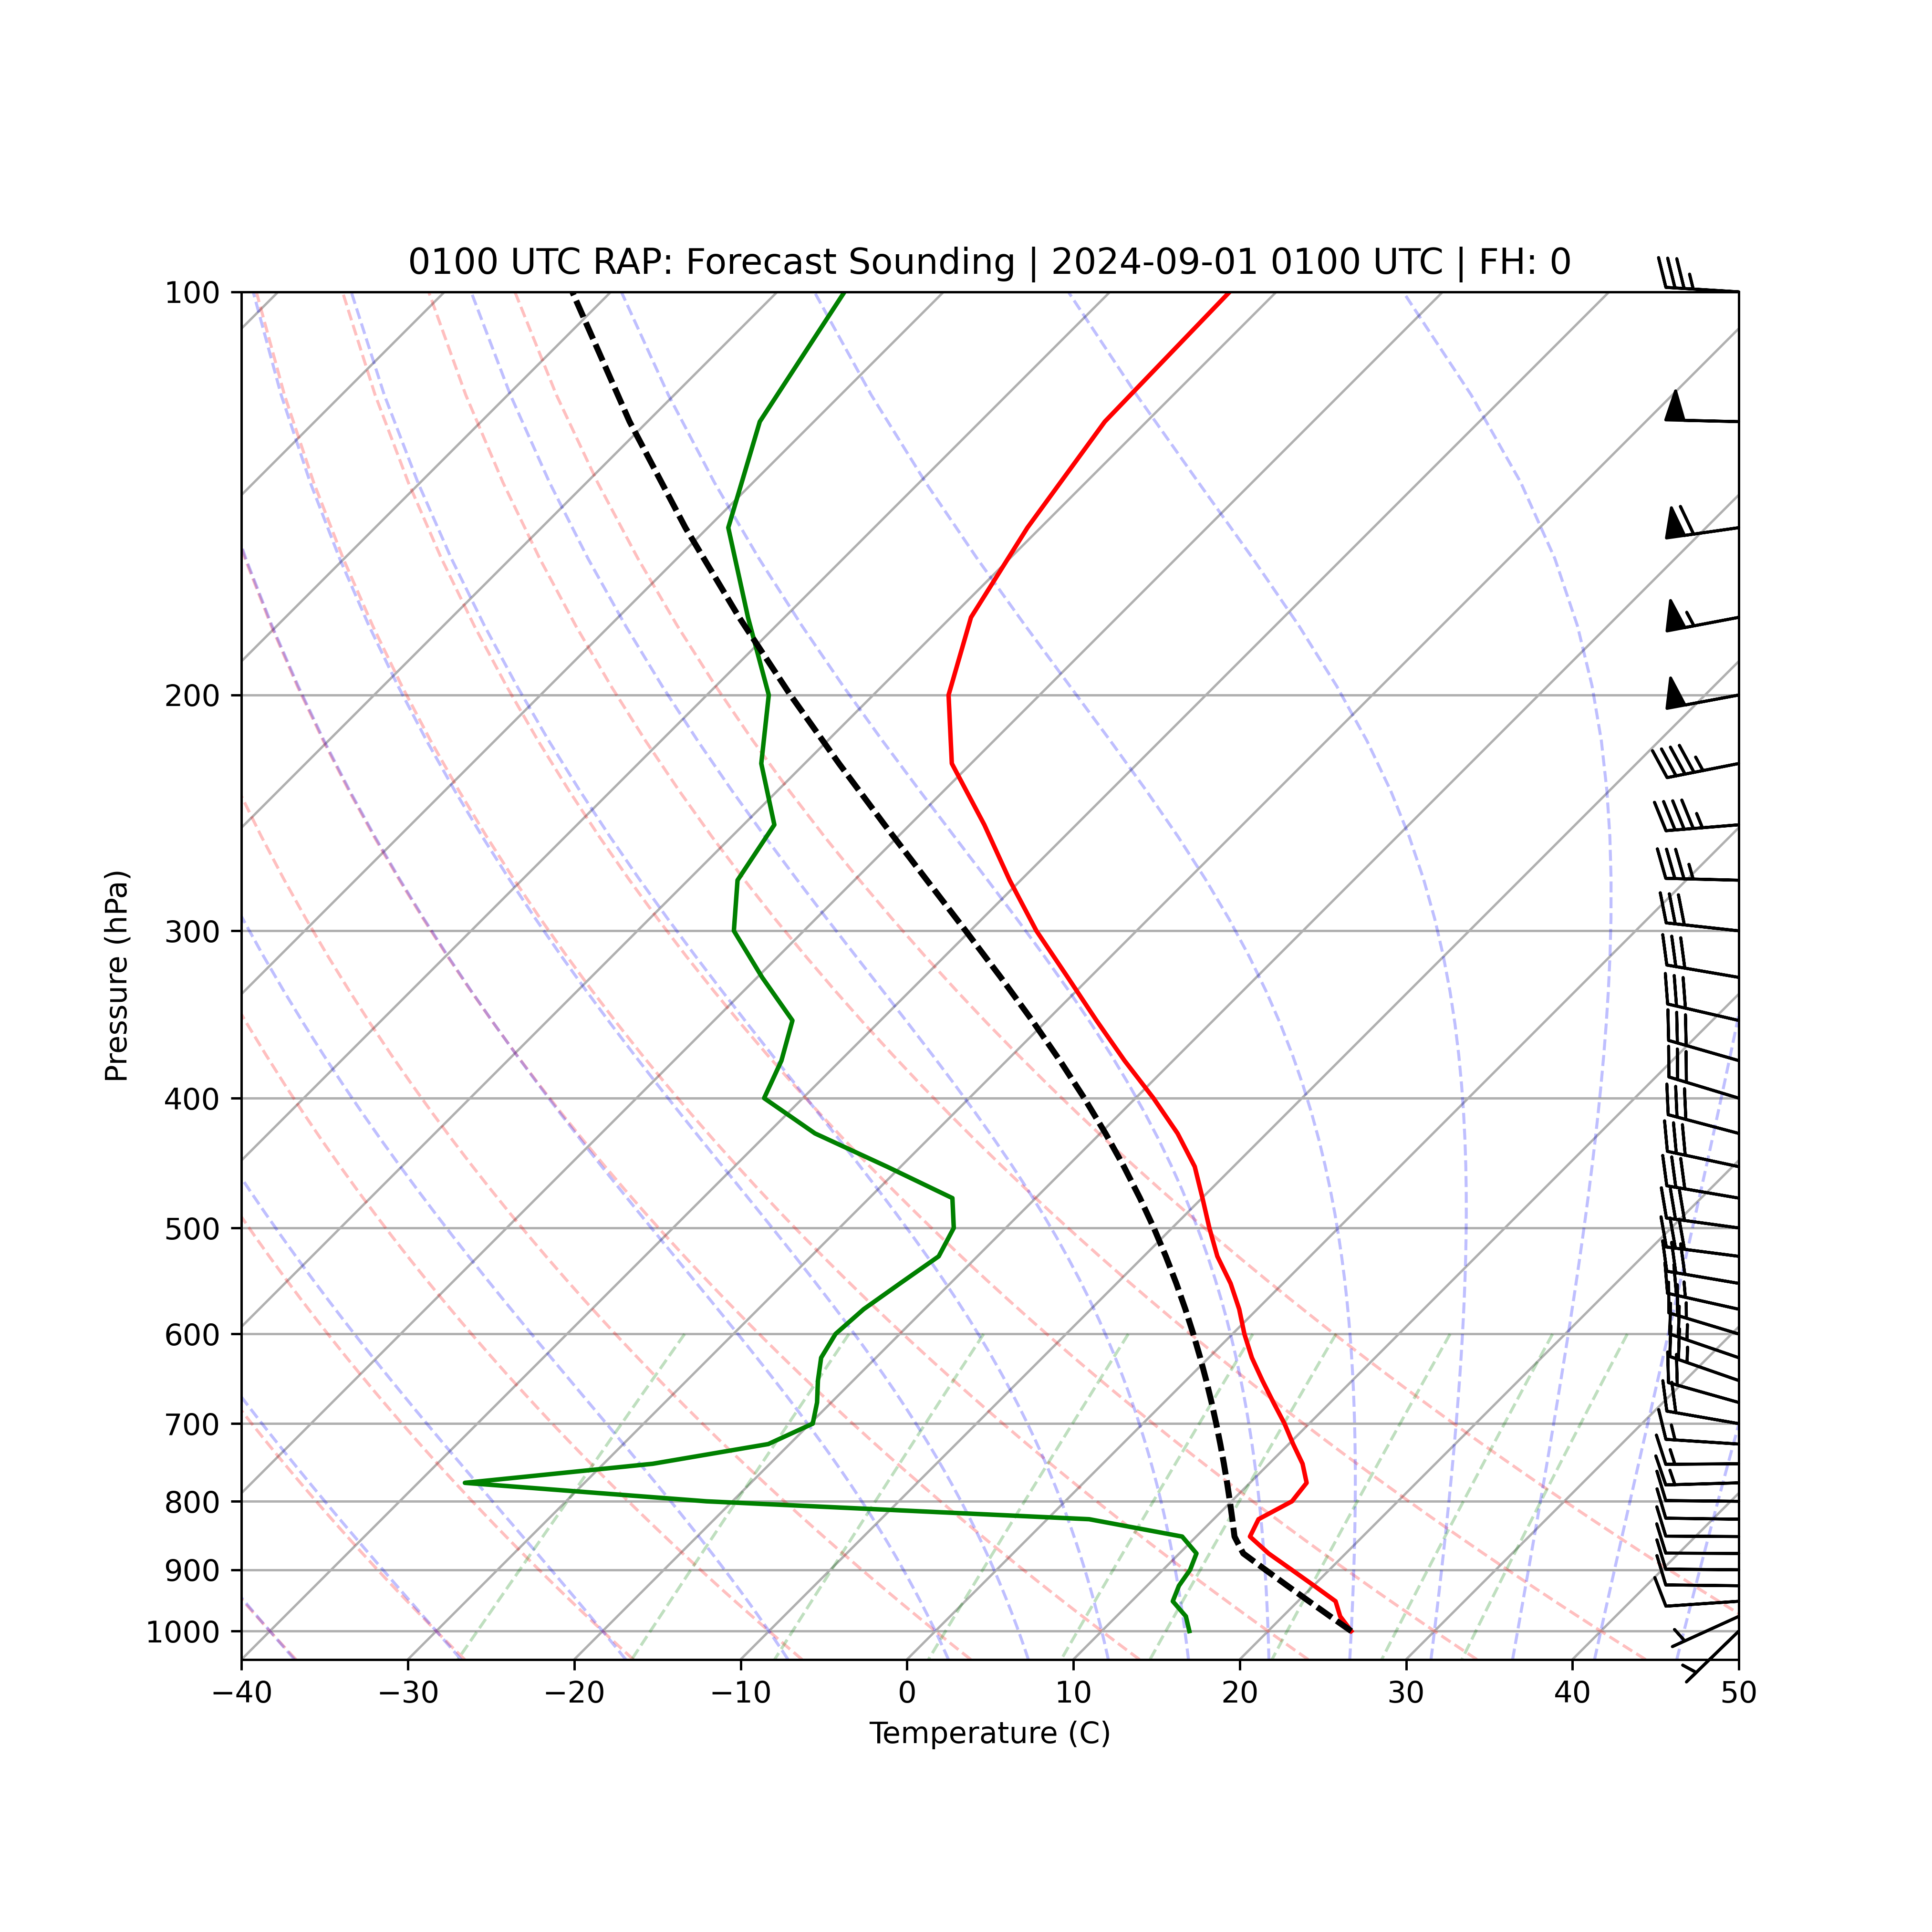 0100 UTC RAP: Forecast Sounding | 2024-09-01 0100 UTC | FH: 0
100
200
300
400
500
600
700
800
900
1000
Pressure (hPa)
−40 −30 −20 −10 0 10 20 30 40 50
Temperature (C)